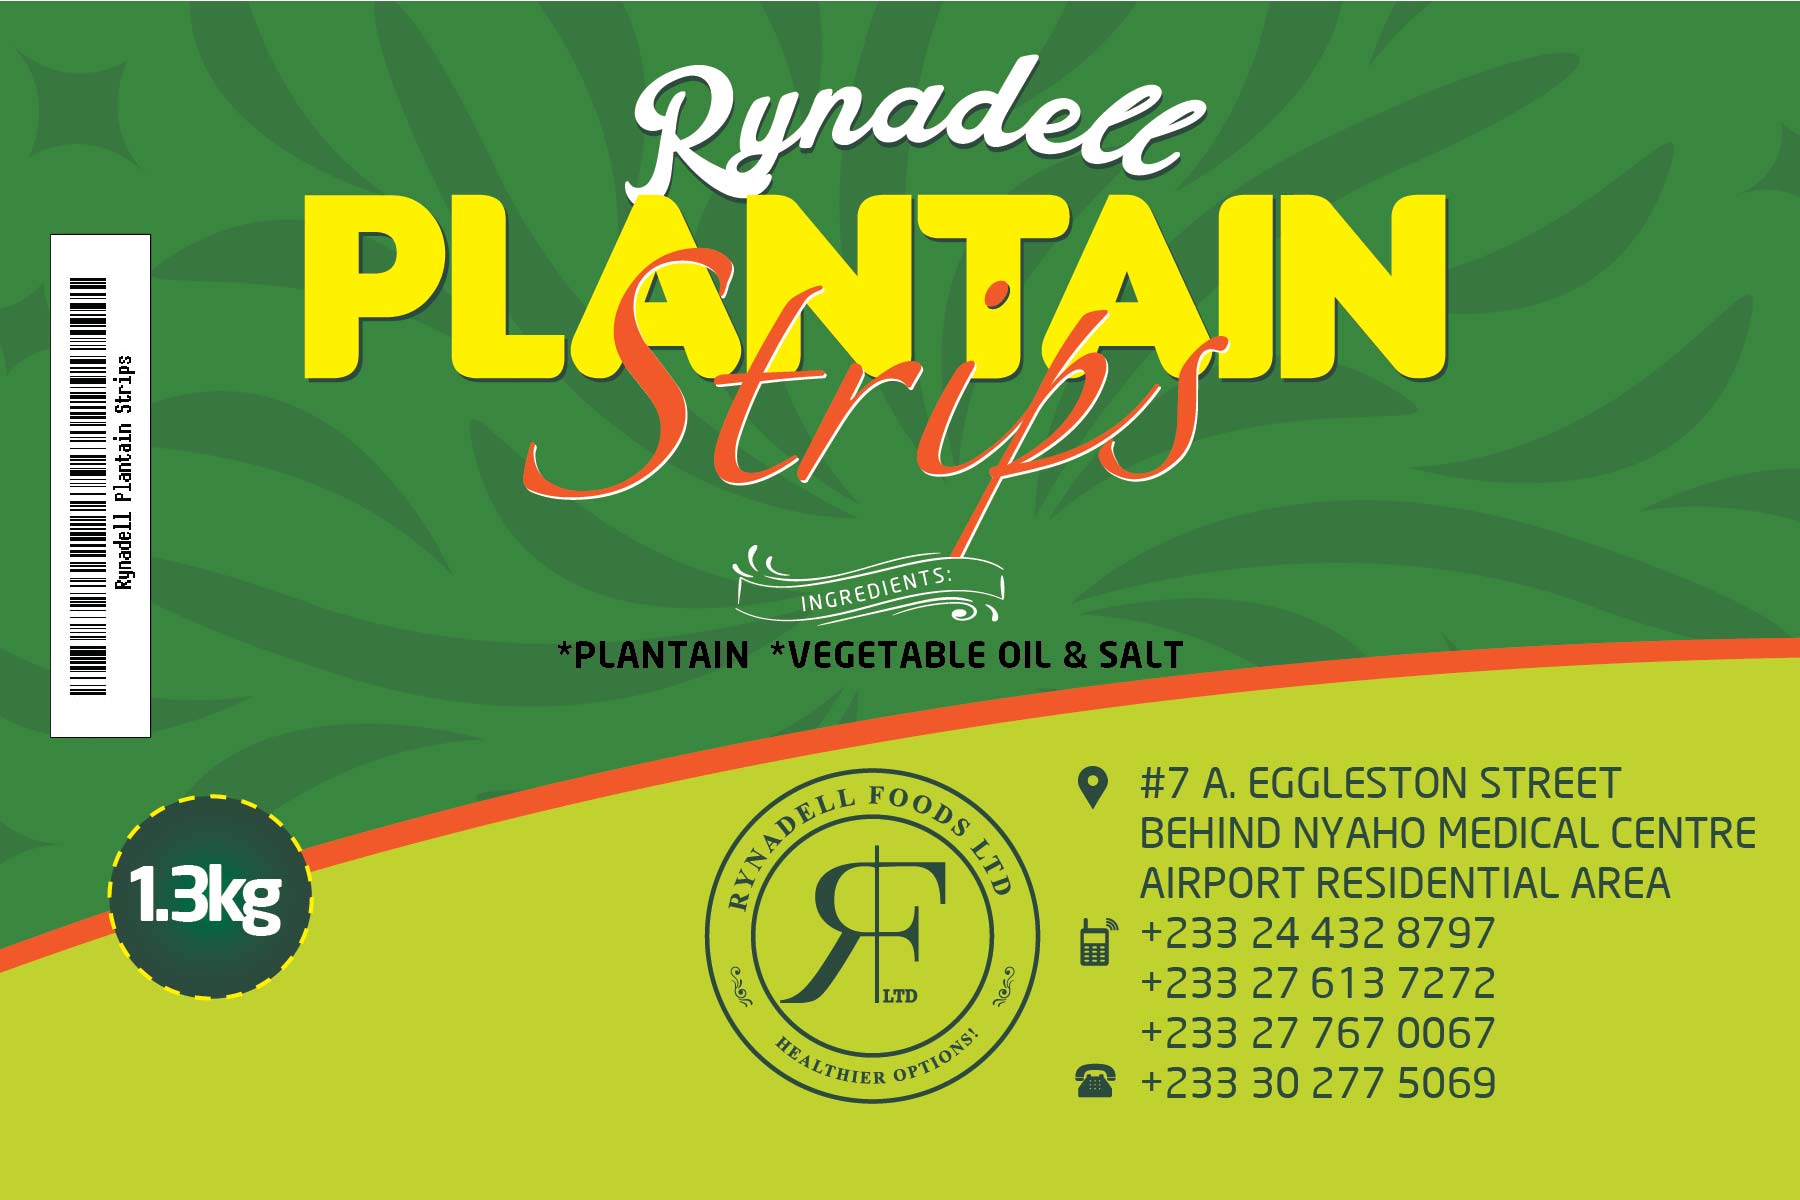 Rynadell
PLANTAIN
Strips
Rynadell Plantain Strips
INGREDIENTS:
*PLANTAIN *VEGETABLE OIL & SALT
1.3kg
RYNADELL FOODS LTD
RF
LTD
HEALTHIER OPTIONS!
#7 A. EGGLESTON STREET
BEHIND NYAHO MEDICAL CENTRE
AIRPORT RESIDENTIAL AREA
+233 24 432 8797
+233 27 613 7272
+233 27 767 0067
+233 30 277 5069